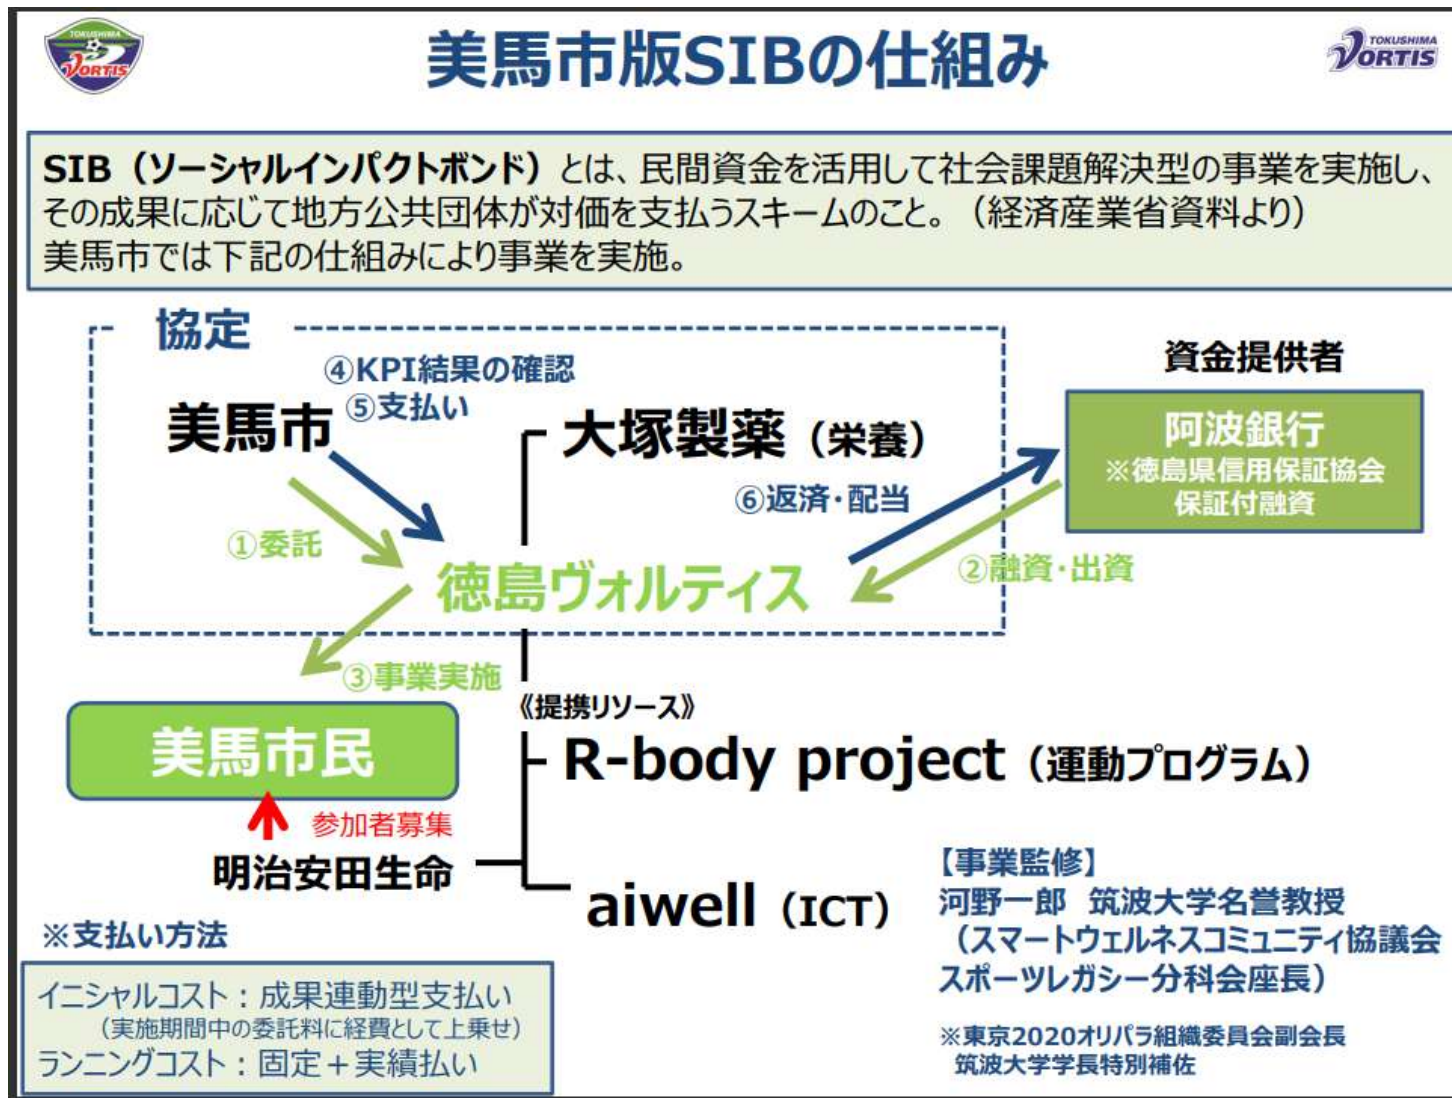 TOKUSHIMA
VORTIS
美馬市版SIBの仕組み
TOKUSHIMA
VORTIS
SIB（ソーシャルインパクトボンド）とは、民間資金を活用して社会課題解決型の事業を実施し、
その成果に応じて地方公共団体が対価を支払うスキームのこと。（経済産業省資料より）
美馬市では下記の仕組みにより事業を実施。
協定
④KPI結果の確認
⑤支払い
美馬市
大塚製薬（栄養）
資金提供者
阿波銀行
※徳島県信用保証協会
保証付融資
⑥返済・配当
①委託
②融資・出資
徳島ヴォルティス
③事業実施
《提携リソース》
美馬市民
R-body project（運動プログラム）
参加者募集
明治安田生命
aiwell（ICT）
【事業監修】
河野一郎 筑波大学名誉教授
（スマートウェルネスコミュニティ協議会
スポーツレガシー分科会座長）
※東京2020オリパラ組織委員会副会長
筑波大学学長特別補佐
※支払い方法
イニシャルコスト：成果連動型支払い
（実施期間中の委託料に経費として上乗せ）
ランニングコスト：固定＋実績払い